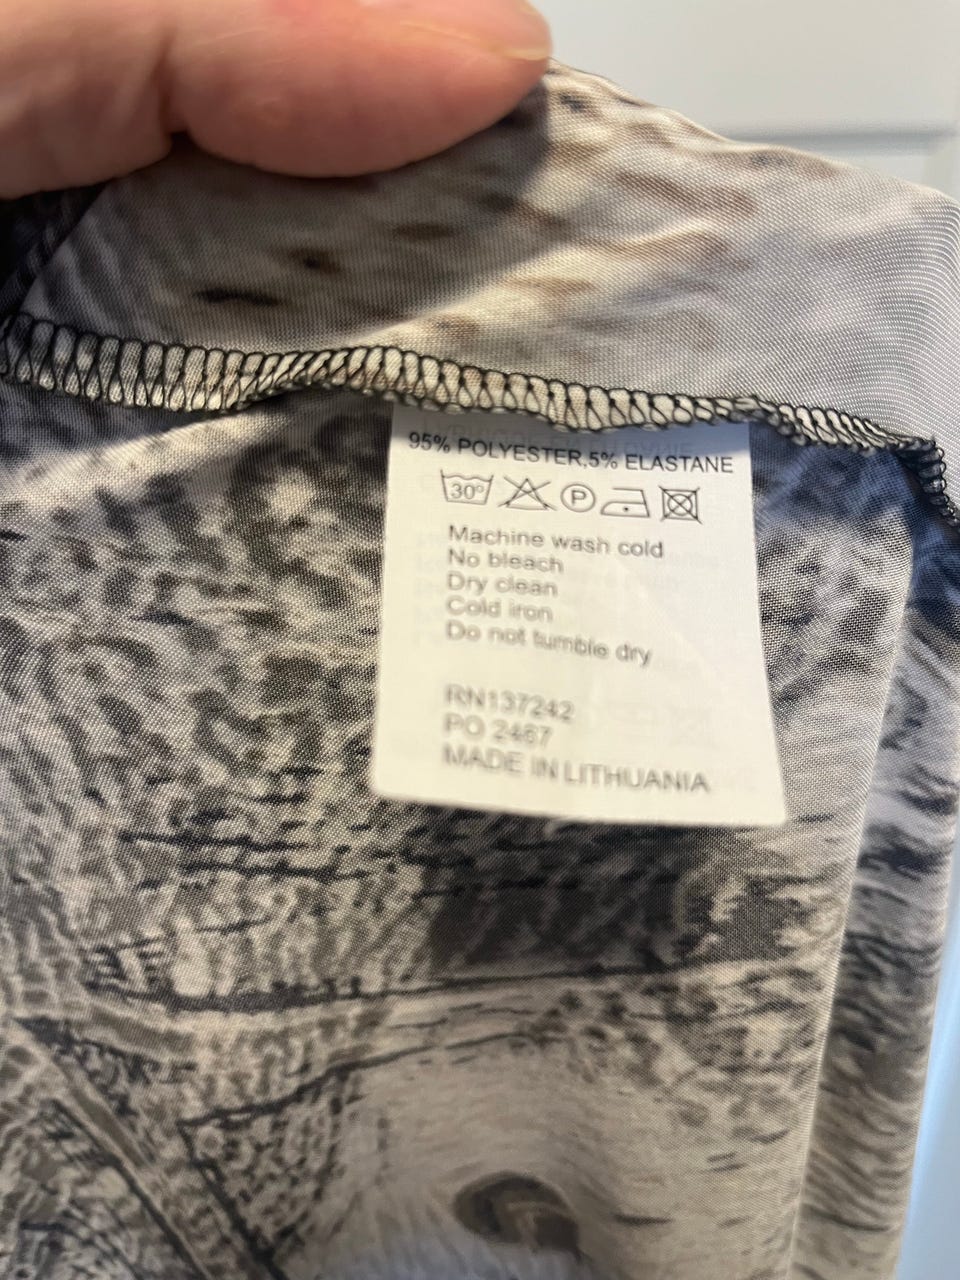 95% POLYESTER,5% ELASTANE
30°
P
Machine wash cold
No bleach
Dry clean
Cold iron
Do not tumble dry
RN137242
PO 2467
MADE IN LITHUANIA